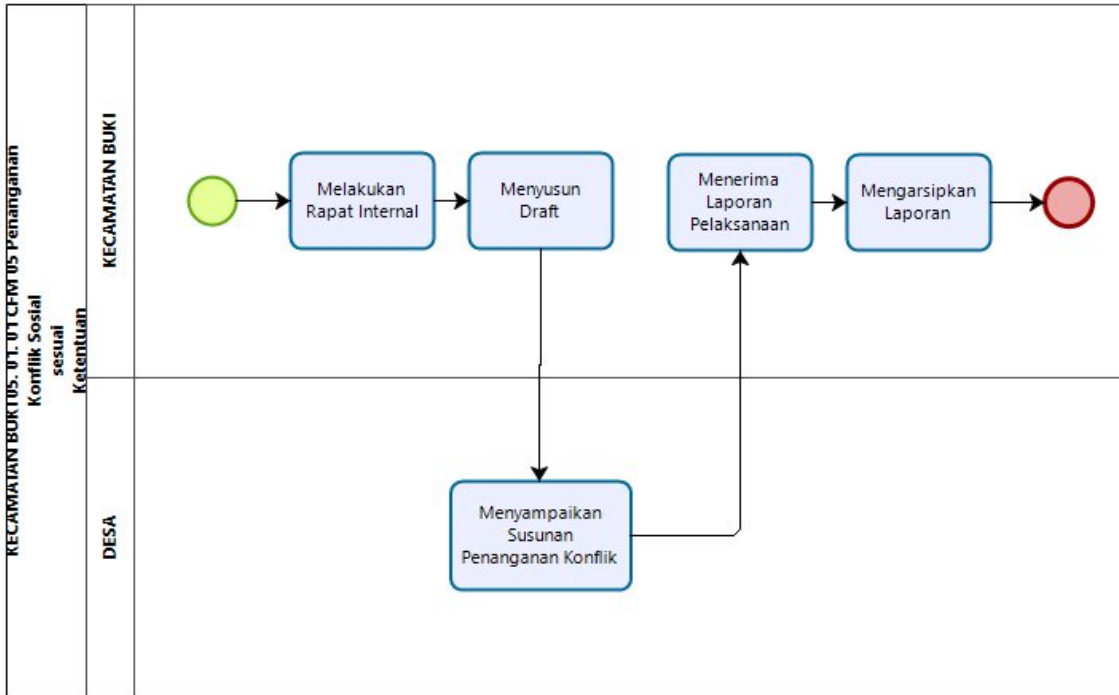 KECAMATAN BUKI 05. 01. 01 CFM 05 Penanganan
Konflik Sosial
sesuai
Ketentuan
KECAMATAN BUKI
Melakukan
Rapat Internal
Menyusun
Draft
Menerima
Laporan
Pelaksanaan
Mengarsipkan
Laporan
DESA
Menyampaikan
Susunan
Penanganan Konflik